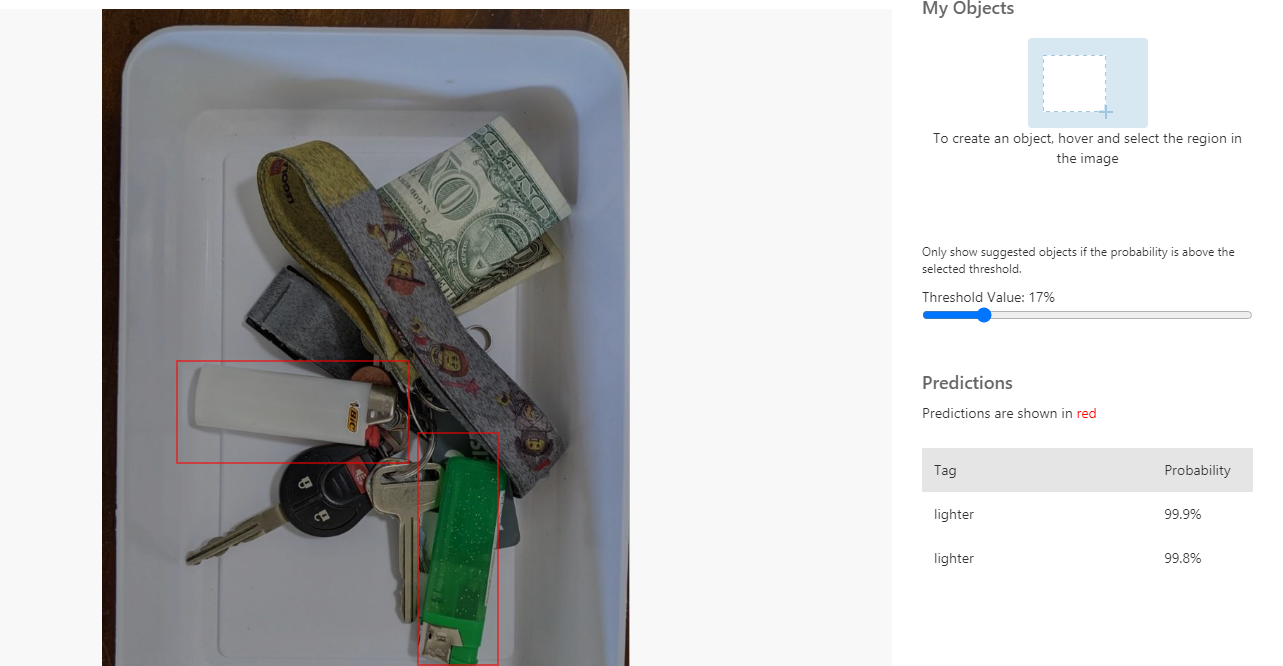 My Objects
To create an object, hover and select the region in
the image
Only show suggested objects if the probability is above the
selected threshold.
Threshold Value: 17%
Predictions
Predictions are shown in red
Tag
Probability
lighter
99.9%
lighter
99.8%
BiC